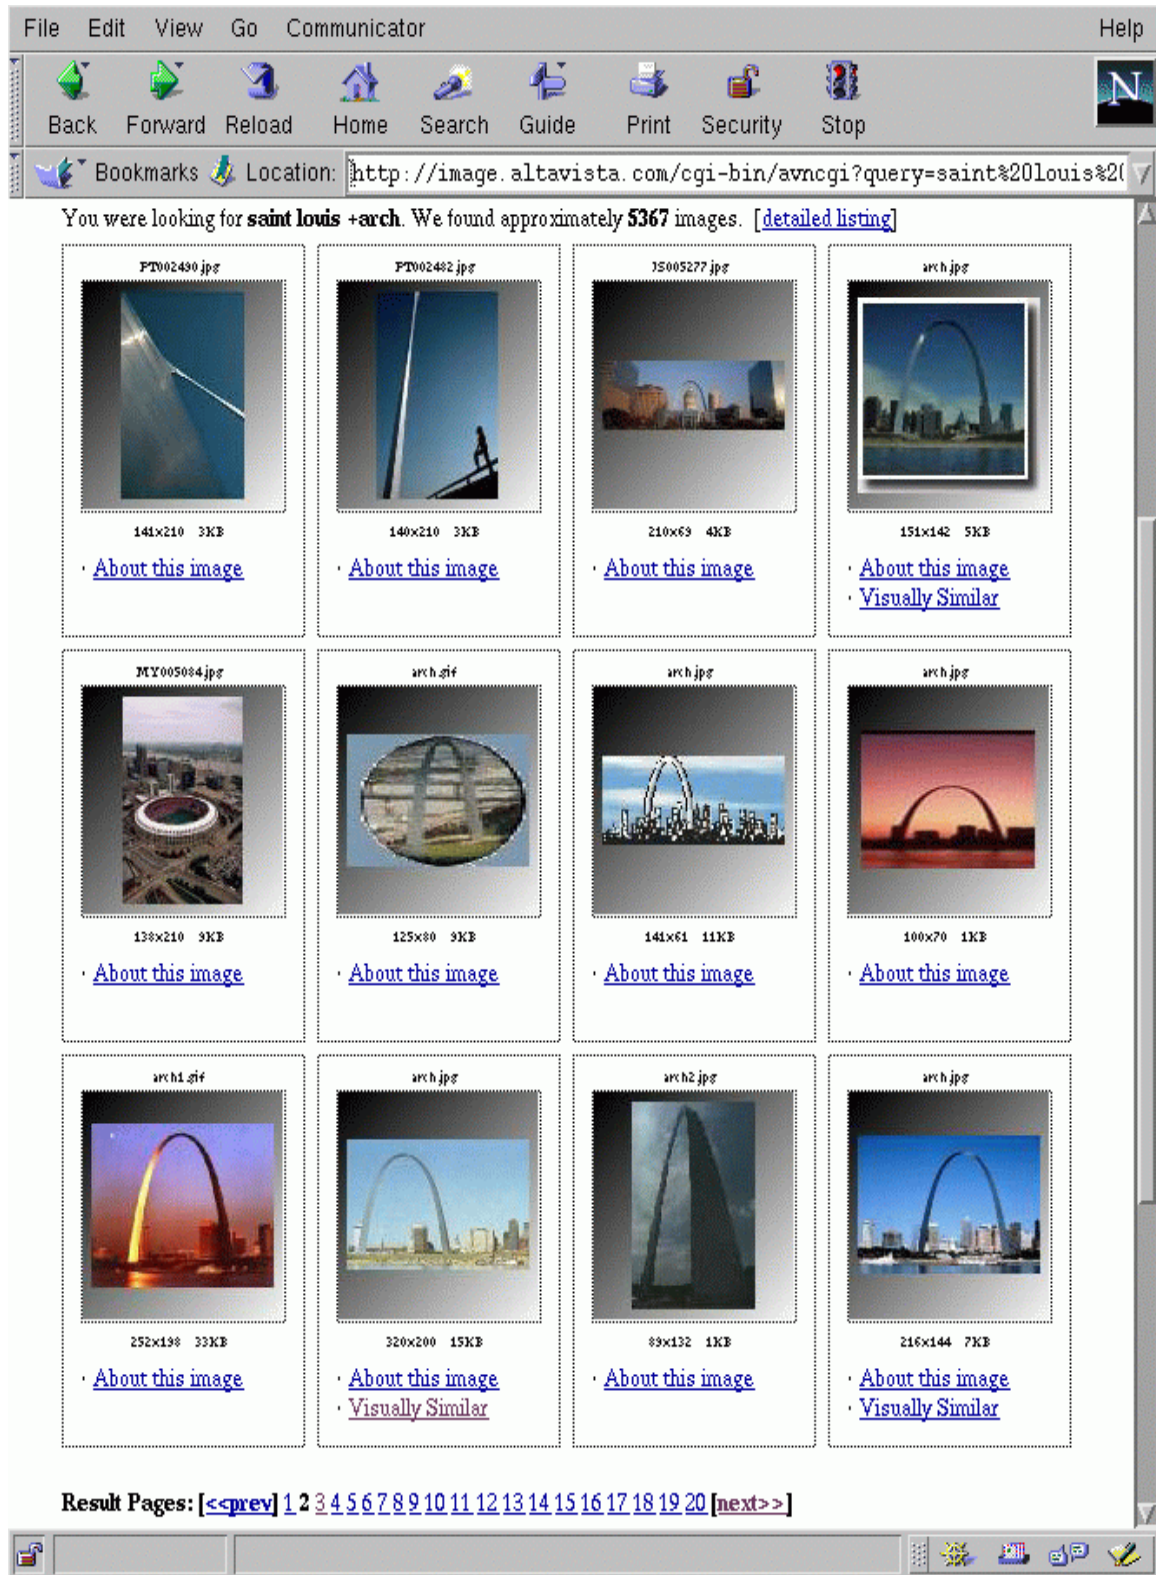 File Edit View Go Communicator Help
Back Forward Reload Home Search Guide Print Security Stop
N
Bookmarks Location: http://image.altavista.com/cgi-bin/avncgi?query=saint%20louis%20
You were looking for saint louis +arch. We found approximately 5367 images. [detailed listing]
PT002490.jpg PT002482.jpg JS005277.jpg arch.jpg
141x210 3KB 140x210 3KB 210x69 4KB 151x142 5KB
· About this image · About this image · About this image · About this image
· Visually Similar
MY005084.jpg arch.gif arch.jpg arch.jpg
138x210 9KB 125x80 9KB 141x61 11KB 100x70 1KB
· About this image · About this image · About this image · About this image
arch1.gif arch.jpg arch2.jpg arch.jpg
252x198 33KB 320x200 15KB 89x132 1KB 216x144 7KB
· About this image · About this image · About this image · About this image
· Visually Similar · Visually Similar
Result Pages: [<<prev] 1 2 3 4 5 6 7 8 9 10 11 12 13 14 15 16 17 18 19 20 [next>>]